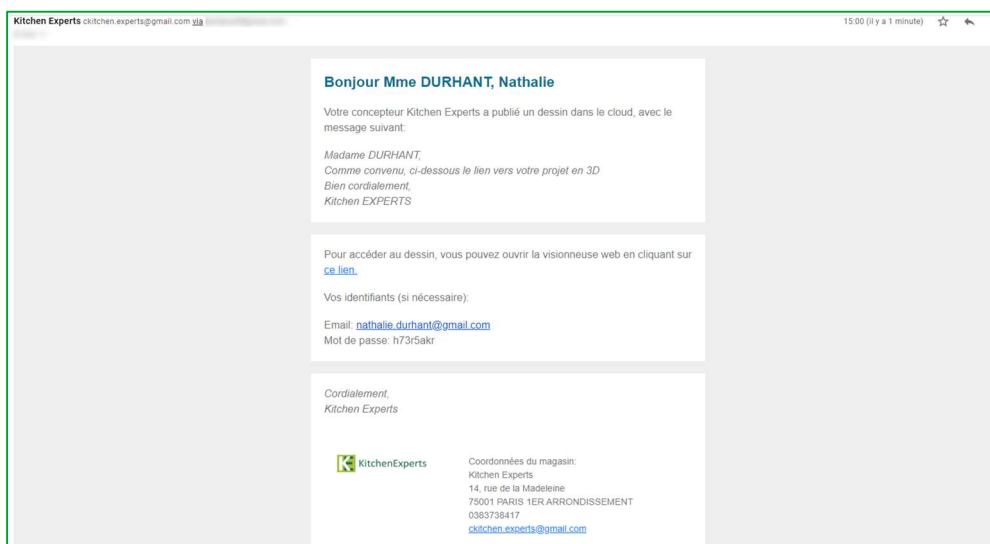 Kitchen Experts ckitchen.experts@gmail.com via
15:00 (il y a 1 minute)
Bonjour Mme DURHANT, Nathalie
Votre concepteur Kitchen Experts a publié un dessin dans le cloud, avec le
message suivant:
Madame DURHANT,
Comme convenu, ci-dessous le lien vers votre projet en 3D
Bien cordialement,
Kitchen EXPERTS
Pour accéder au dessin, vous pouvez ouvrir la visionneuse web en cliquant sur
ce lien.
Vos identifiants (si nécessaire):
Email: nathalie.durhant@gmail.com
Mot de passe: h73r5akr
Cordialement,
Kitchen Experts
KitchenExperts
Coordonnées du magasin:
Kitchen Experts
14, rue de la Madeleine
75001 PARIS 1ER ARRONDISSEMENT
0383738417
ckitchen.experts@gmail.com